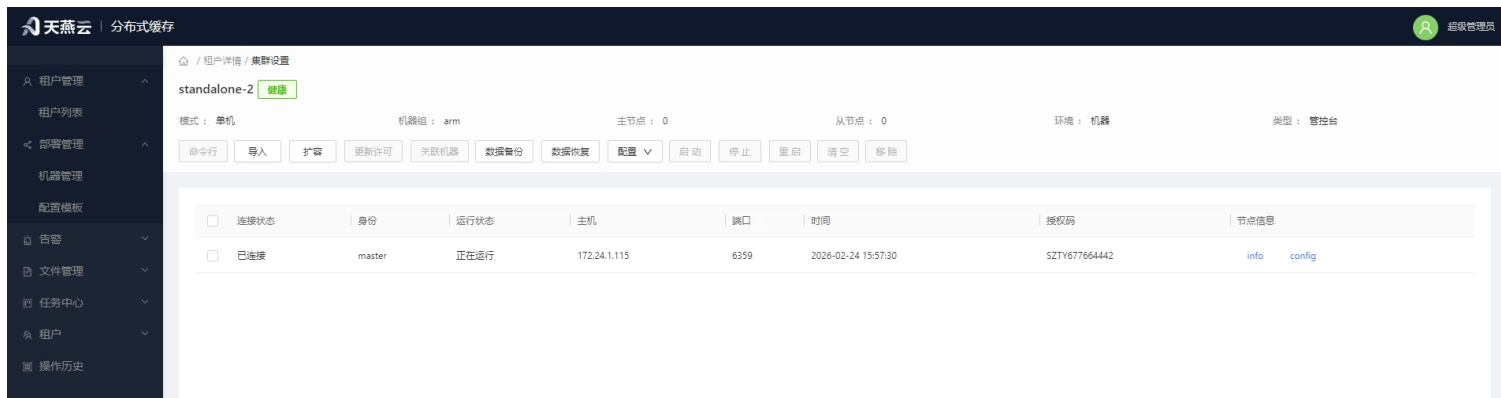 天燕云 分布式缓存 超级管理员
/ 租户详情 / 集群设置
standalone-2 健康
模式： 单机 机器组： arm 主节点： 0 从节点： 0 环境： 机器 类型： 管控台
命令行 导入 扩容 更新许可 关联机器 数据备份 数据恢复 配置 启动 停止 重启 清空 移除
租户管理
租户列表
部署管理
机器管理
配置模板
告警
文件管理
任务中心
租户
操作历史
连接状态 身份 运行状态 主机 端口 时间 授权码 节点信息
已连接 master 正在运行 172.24.1.115 6359 2026-02-24 15:57:30 SZTY677664442 info config